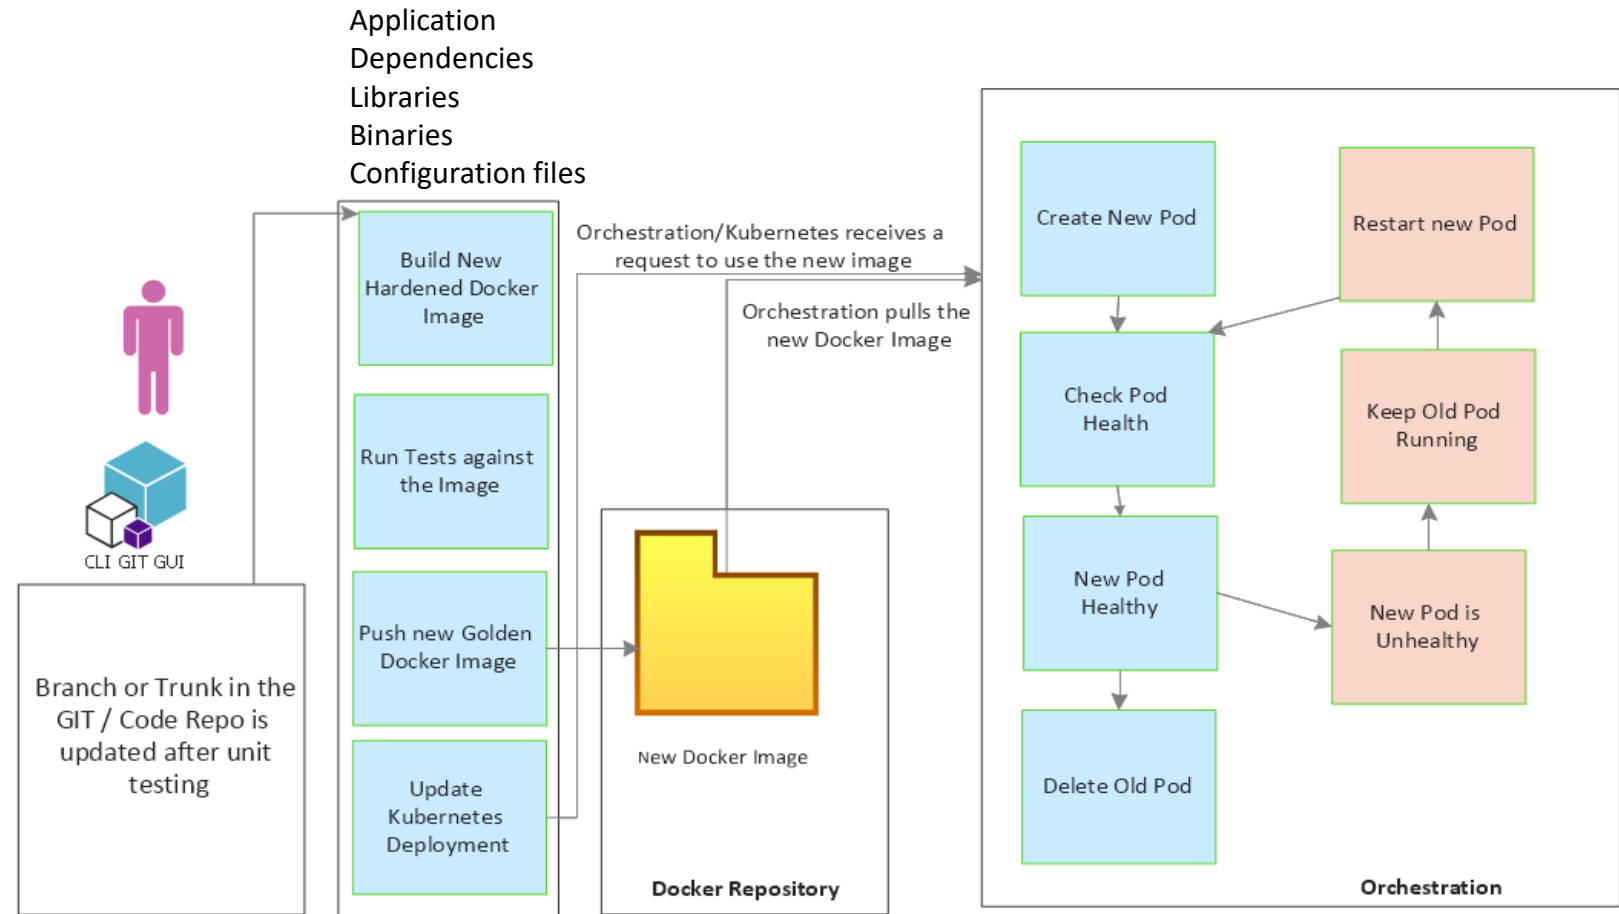 Application
Dependencies
Libraries
Binaries
Configuration files
CLI GIT GUI
Branch or Trunk in the
GIT / Code Repo is
updated after unit
testing
Build New
Hardened Docker
Image
Run Tests against
the Image
Push new Golden
Docker Image
Update
Kubernetes
Deployment
Orchestration/Kubernetes receives a
request to use the new image
Orchestration pulls the
new Docker Image
New Docker Image
Docker Repository
Create New Pod
Check Pod
Health
New Pod
Healthy
Delete Old Pod
Restart new Pod
Keep Old Pod
Running
New Pod is
Unhealthy
Orchestration